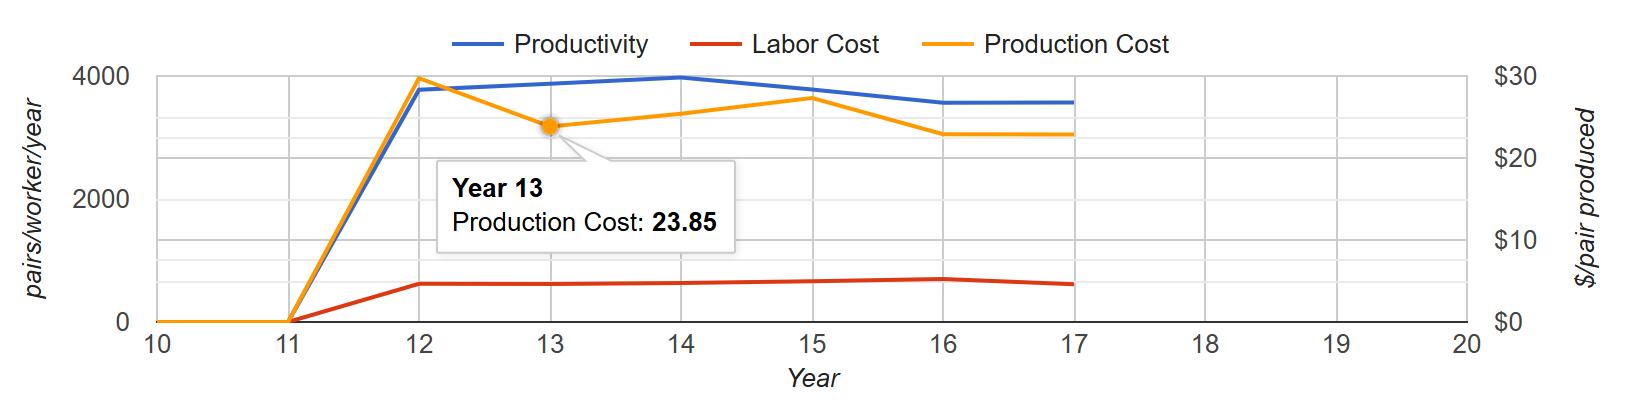 Productivity Labor Cost Production Cost
4000 $30
2000 $20
$10
0 $0
pairs/worker/year
$/pair produced
Year 13
Production Cost: 23.85
10 11 12 13 14 15 16 17 18 19 20
Year